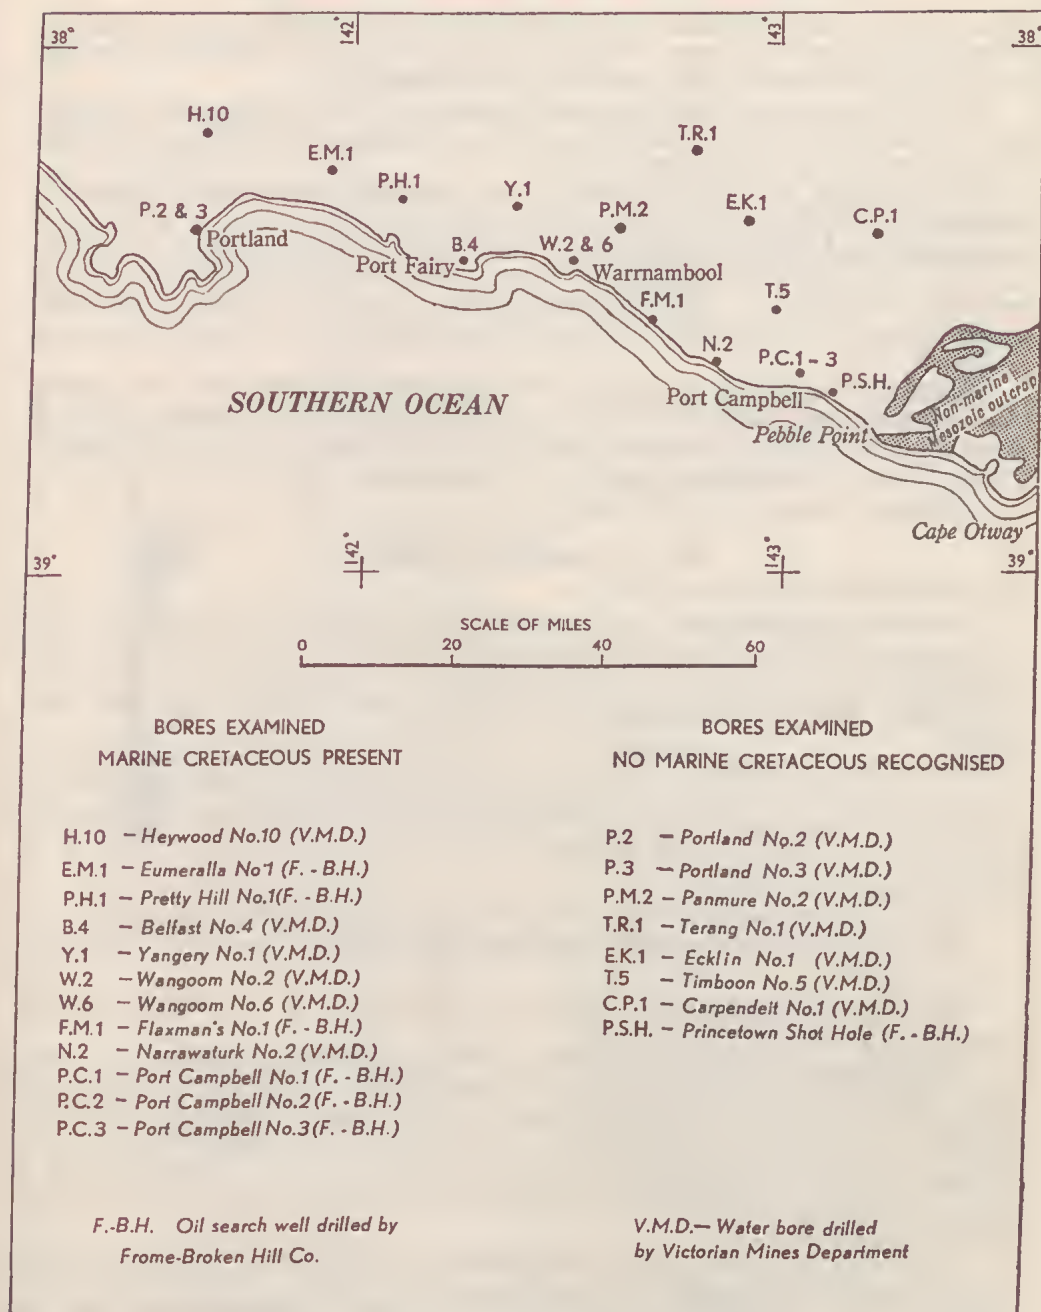 38°
142°
143°
38°
H.10
T.R.1
E.M.1
P.H.1
Y.1
E.K.1
P.2 & 3
P.M.2
C.P.1
Portland
B.4
W.2 & 6
Port Fairy
Warrnambool
F.M.1
T.5
N.2
P.C.1-3
P.S.H.
SOUTHERN OCEAN
Port Campbell
Non-marine
Mesozoic outcrop
Pebble Point
Cape Otway
39°
142°
143°
39°
SCALE OF MILES
0 20 40 60
BORES EXAMINED
MARINE CRETACEOUS PRESENT
H.10 – Heywood No.10 (V.M.D.)
E.M.1 – Eumeralla No1 (F. - B.H.)
P.H.1 – Pretty Hill No.1(F. - B.H.)
B.4 – Belfast No.4 (V.M.D.)
Y.1 – Yangery No.1 (V.M.D.)
W.2 – Wangoom No.2 (V.M.D.)
W.6 – Wangoom No.6 (V.M.D.)
F.M.1 – Flaxman's No.1 (F. - B.H.)
N.2 – Narrawaturk No.2 (V.M.D.)
P.C.1 – Port Campbell No.1 (F. - B.H.)
P.C.2 – Port Campbell No.2 (F. - B.H.)
P.C.3 – Port Campbell No.3 (F. - B.H.)
BORES EXAMINED
NO MARINE CRETACEOUS RECOGNISED
P.2 – Portland No.2 (V.M.D.)
P.3 – Portland No.3 (V.M.D.)
P.M.2 – Panmure No.2 (V.M.D.)
T.R.1 – Terang No.1 (V.M.D.)
E.K.1 – Ecklin No.1 (V.M.D.)
T.5 – Timboon No.5 (V.M.D.)
C.P.1 – Carpendeit No.1 (V.M.D.)
P.S.H. – Princetown Shot Hole (F. - B.H.)
F.-B.H. Oil search well drilled by
Frome-Broken Hill Co.
V.M.D.– Water bore drilled
by Victorian Mines Department